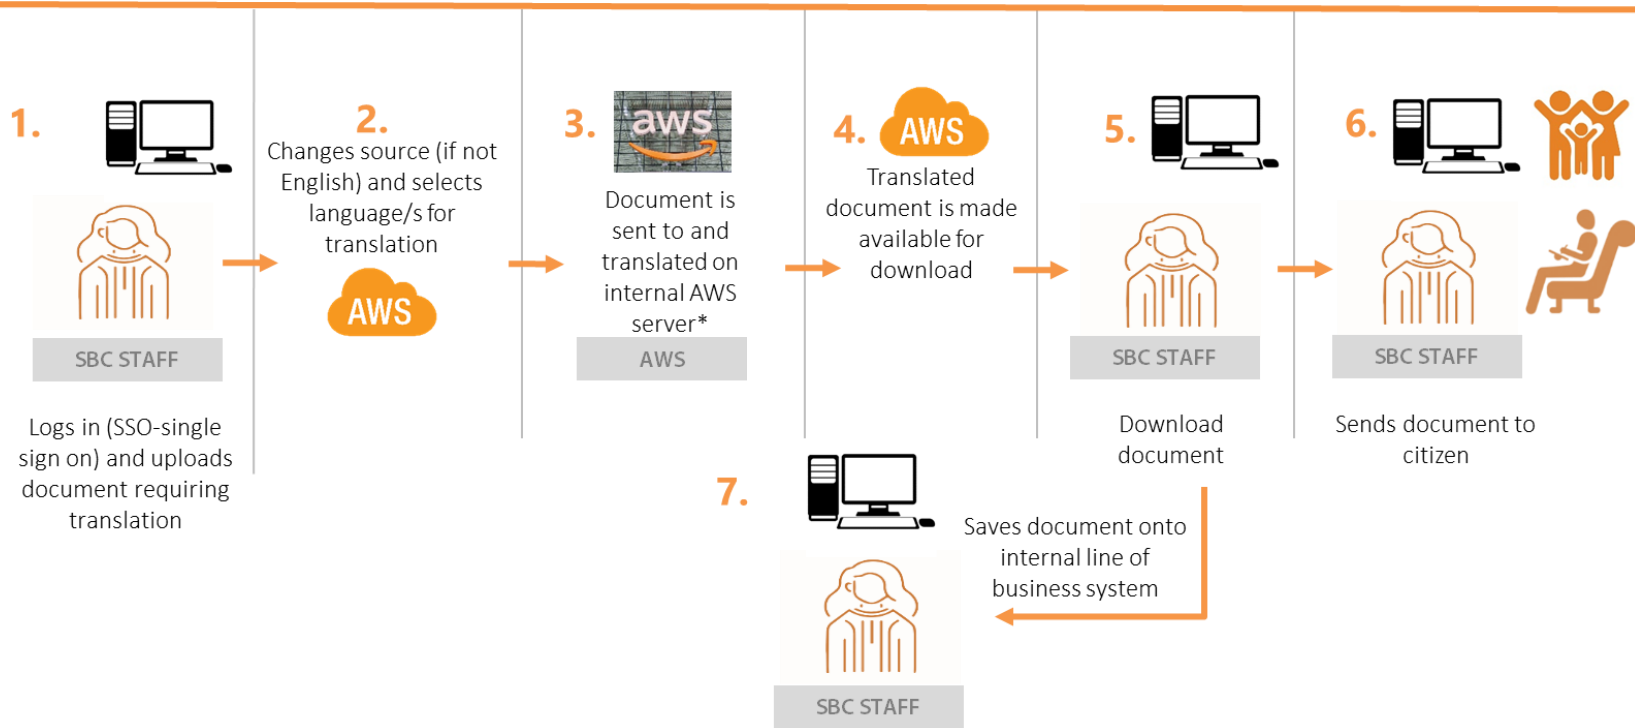 1.
SBC STAFF
Logs in (SSO-single
sign on) and uploads
document requiring
translation
2.
Changes source (if not
English) and selects
language/s for
translation
AWS
3.
aws
Document is
sent to and
translated on
internal AWS
server*
AWS
4.
AWS
Translated
document is made
available for
download
5.
SBC STAFF
Download
document
6.
SBC STAFF
Sends document to
citizen
7.
Saves document onto
internal line of
business system
SBC STAFF